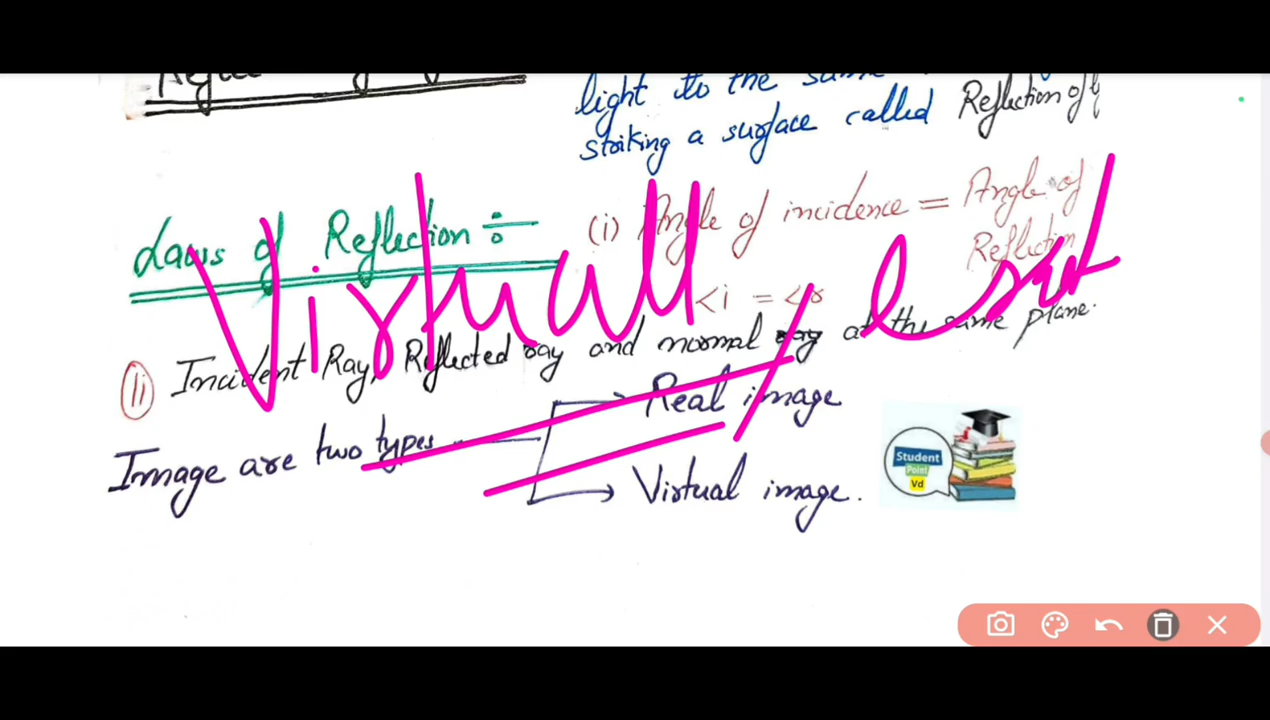 light to the same
striking a surface called Reflection of
Laws of Reflection ÷
(i) Angle of incidence = Angle of
Reflection
<i = <r
Virtuall
(ii) Incident Ray, Reflected ray and normal ray at the same plane.
Image are two types
Real image
Virtual image.
Student
Point
Vd